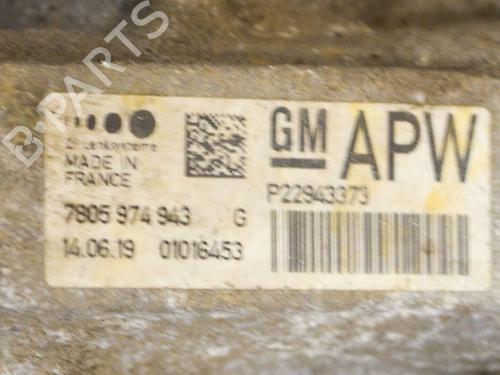 ZF Lenksysteme
MADE IN
FRANCE
7805 974 943 G
14.06.19 01016453
GM APW
P22943373
B-Parts